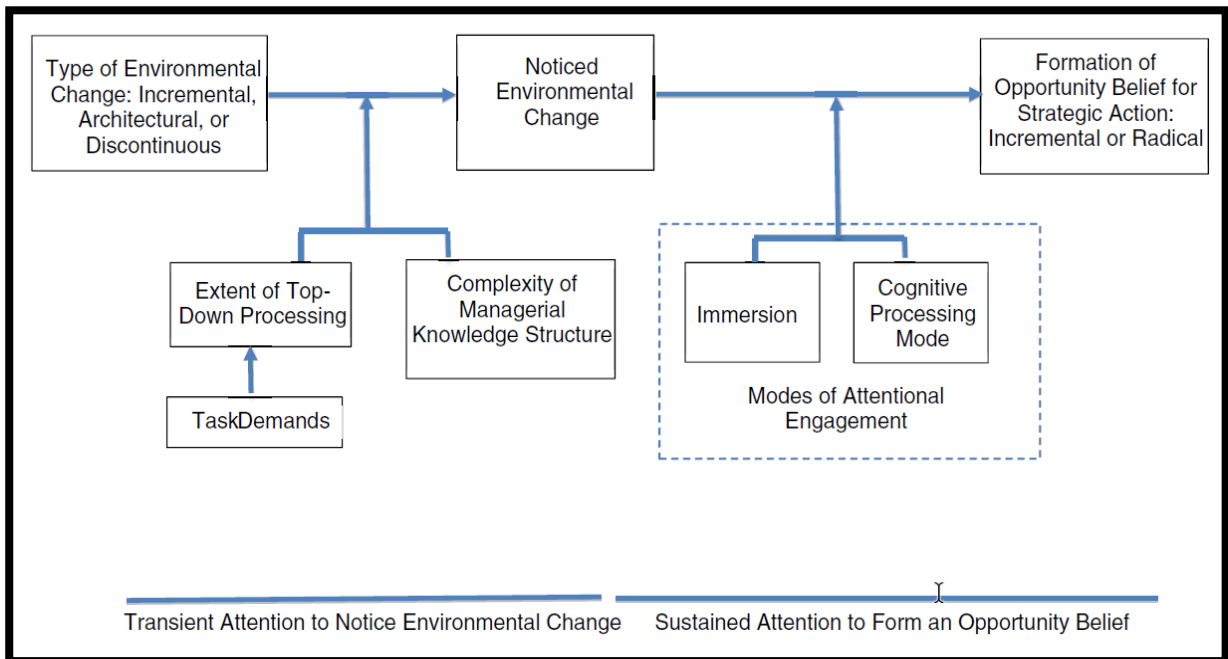 Type of Environmental
Change: Incremental,
Architectural, or
Discontinuous
Noticed
Environmental
Change
Formation of
Opportunity Belief for
Strategic Action:
Incremental or Radical
Extent of Top-
Down Processing
Complexity of
Managerial
Knowledge Structure
Immersion
Cognitive
Processing
Mode
TaskDemands
Modes of Attentional
Engagement
Transient Attention to Notice Environmental Change
Sustained Attention to Form an Opportunity Belief